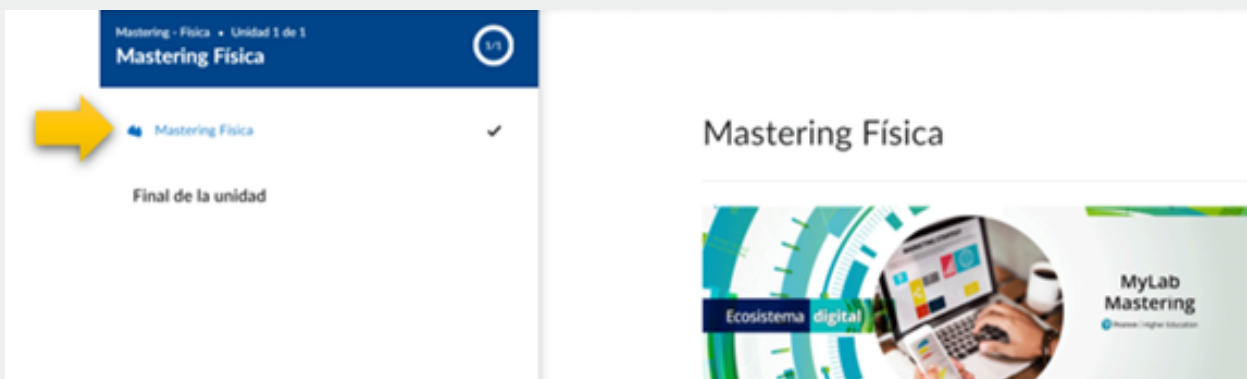 Mastering - Física • Unidad 1 de 1
Mastering Física
1/1
Mastering Física
Final de la unidad
Mastering Física
Ecosistema digital
MyLab
Mastering
Pearson | Higher Education